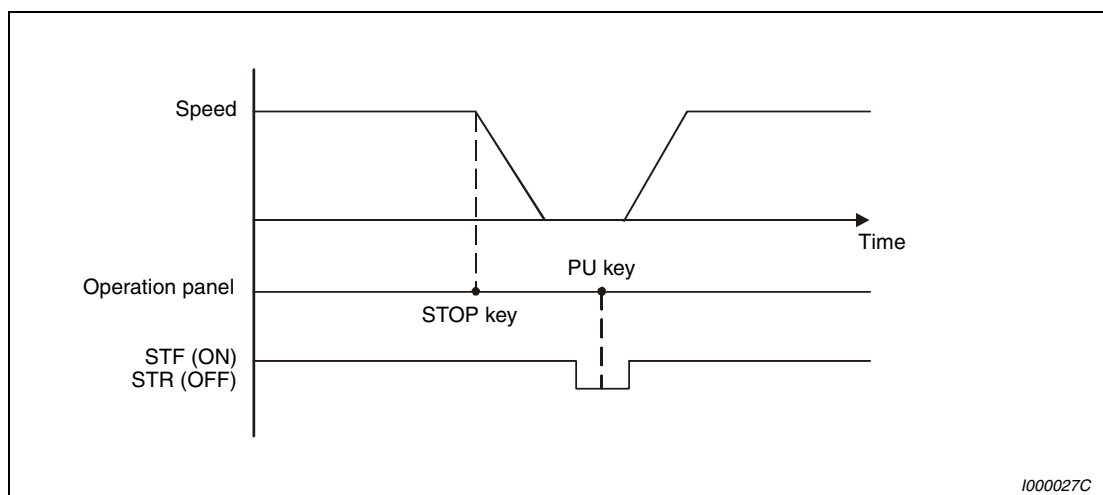 Speed
Time
PU key
Operation panel
STOP key
STF (ON)
STR (OFF)
I000027C